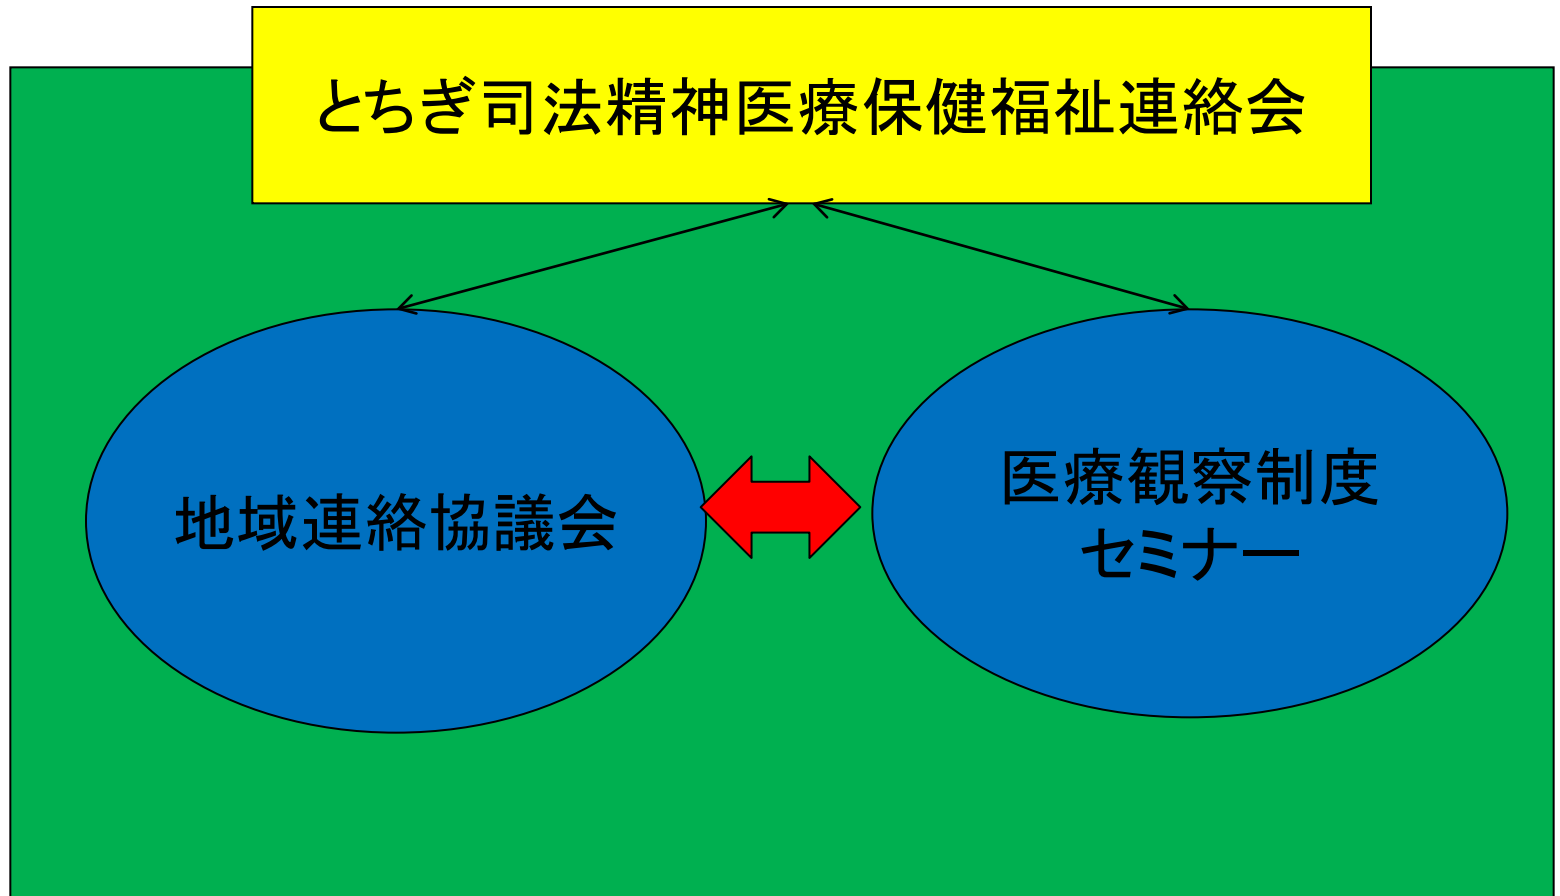 とちぎ司法精神医療保健福祉連絡会
地域連絡協議会
医療観察制度
セミナー